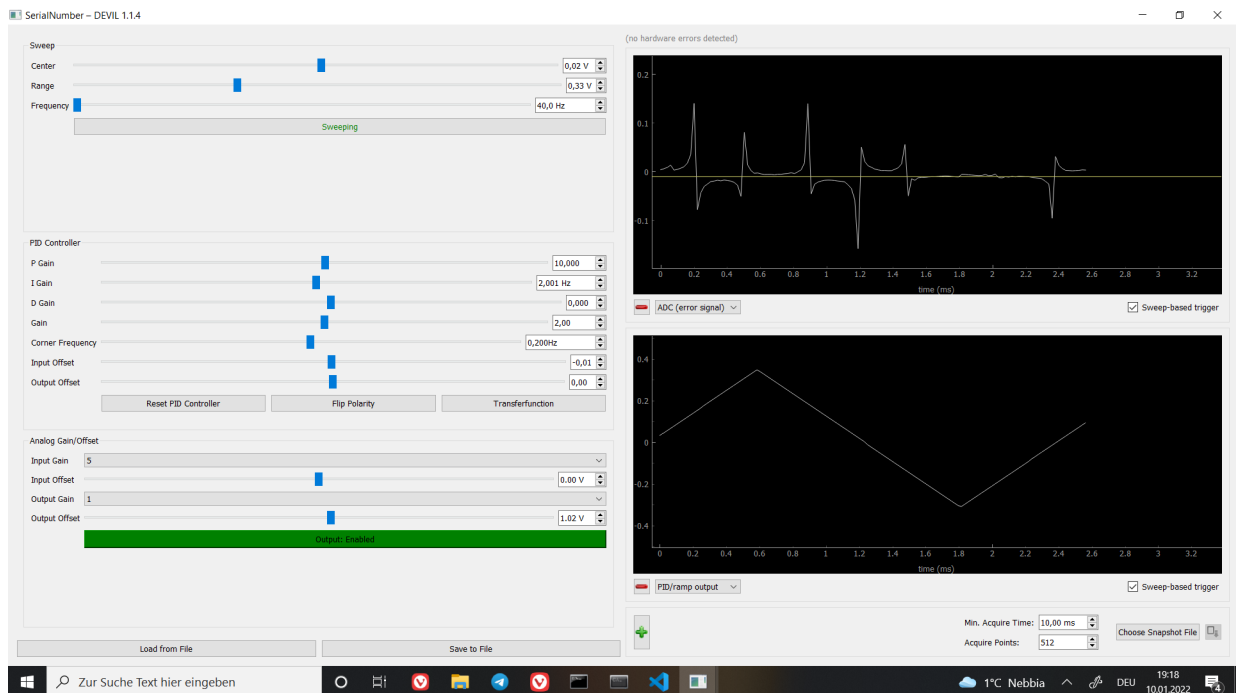 SerialNumber – DEVIL 1.1.4
Sweep
Center 0,02 V
Range 0,33 V
Frequency 40,0 Hz
Sweeping
PID Controller
P Gain 10,000
I Gain 2,001 Hz
D Gain 0,000
Gain 2,00
Corner Frequency 0,200Hz
Input Offset -0,01
Output Offset 0,00
Reset PID Controller Flip Polarity Transferfunction
Analog Gain/Offset
Input Gain 5
Input Offset 0.00 V
Output Gain 1
Output Offset 1.02 V
Output: Enabled
Load from File Save to File
(no hardware errors detected)
0.2
0.1
0
-0.1
0 0.2 0.4 0.6 0.8 1 1.2 1.4 1.6 1.8 2 2.2 2.4 2.6 2.8 3 3.2
time (ms)
ADC (error signal) Sweep-based trigger
0.4
0.2
0
-0.2
-0.4
0 0.2 0.4 0.6 0.8 1 1.2 1.4 1.6 1.8 2 2.2 2.4 2.6 2.8 3 3.2
time (ms)
PID/ramp output Sweep-based trigger
Min. Acquire Time: 10,00 ms
Acquire Points: 512
Choose Snapshot File
Zur Suche Text hier eingeben
1°C Nebbia DEU 19:18
10.01.2022
4